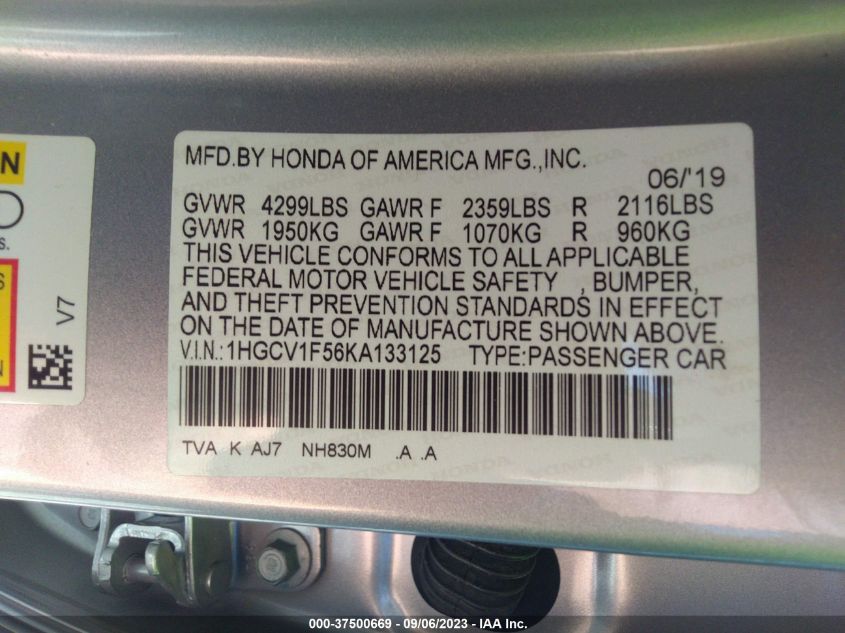 MFD.BY HONDA OF AMERICA MFG.,INC.
06/'19
GVWR 4299LBS GAWR F 2359LBS R 2116LBS
GVWR 1950KG GAWR F 1070KG R 960KG
THIS VEHICLE CONFORMS TO ALL APPLICABLE
FEDERAL MOTOR VEHICLE SAFETY , BUMPER,
AND THEFT PREVENTION STANDARDS IN EFFECT
ON THE DATE OF MANUFACTURE SHOWN ABOVE.
V.I.N.:1HGCV1F56KA133125 TYPE:PASSENGER CAR
TVA K AJ7 NH830M .A .A
V7
000-37500669 - 09/06/2023 - IAA Inc.